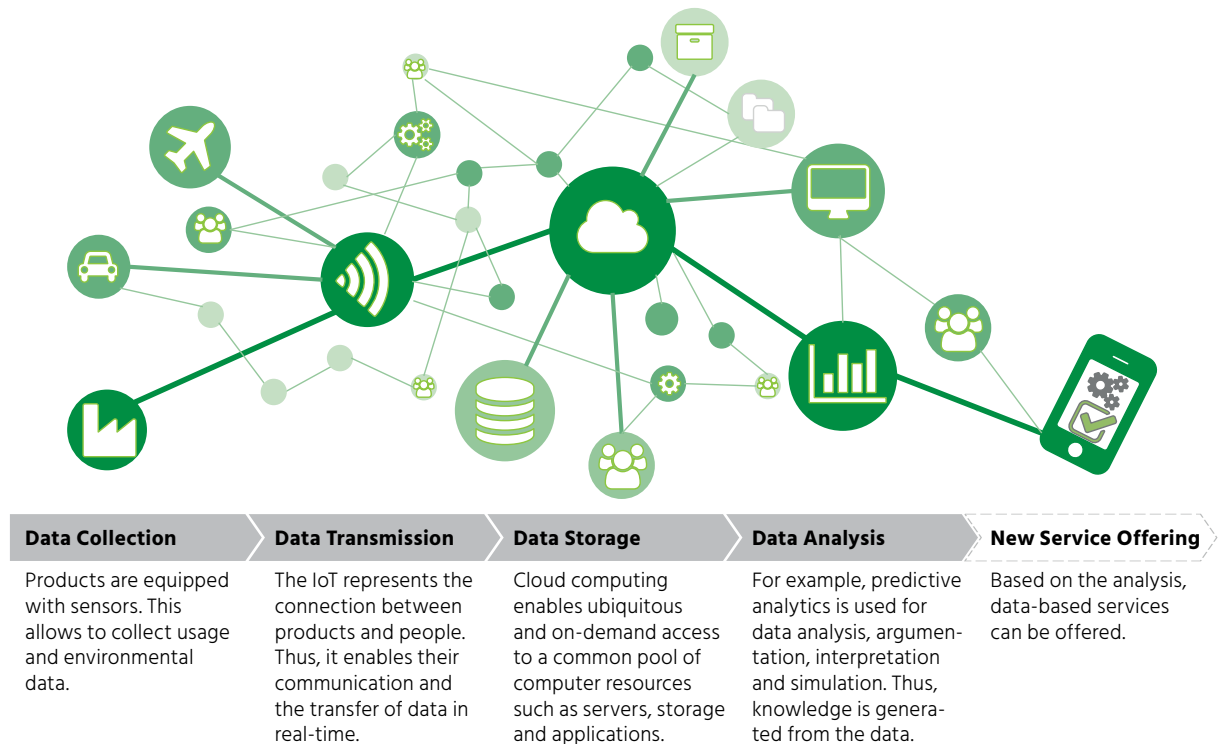 Data Collection
Data Transmission
Data Storage
Data Analysis
New Service Offering
Products are equipped
with sensors. This
allows to collect usage
and environmental
data.
The IoT represents the
connection between
products and people.
Thus, it enables their
communication and
the transfer of data in
real-time.
Cloud computing
enables ubiquitous
and on-demand access
to a common pool of
computer resources
such as servers, storage
and applications.
For example, predictive
analytics is used for
data analysis, argumen-
tation, interpretation
and simulation. Thus,
knowledge is genera-
ted from the data.
Based on the analysis,
data-based services
can be offered.